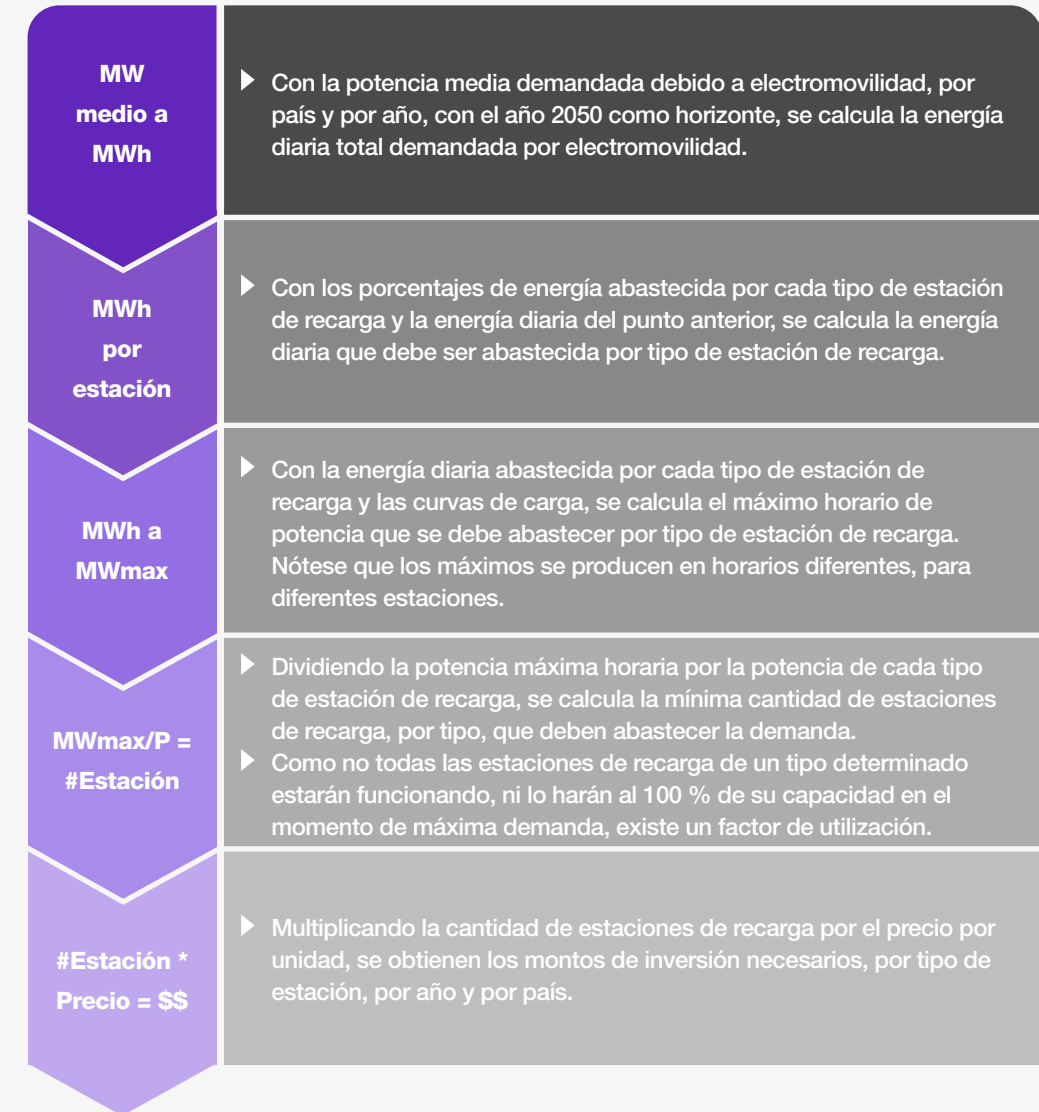 MW
medio a
MWh
Con la potencia media demandada debido a electromovilidad, por
país y por año, con el año 2050 como horizonte, se calcula la energía
diaria total demandada por electromovilidad.
MWh
por
estación
Con los porcentajes de energía abastecida por cada tipo de estación
de recarga y la energía diaria del punto anterior, se calcula la energía
diaria que debe ser abastecida por tipo de estación de recarga.
MWh a
MWmax
Con la energía diaria abastecida por cada tipo de estación de
recarga y las curvas de carga, se calcula el máximo horario de
potencia que se debe abastecer por tipo de estación de recarga.
Nótese que los máximos se producen en horarios diferentes, para
diferentes estaciones.
MWmax/P =
#Estación
Dividiendo la potencia máxima horaria por la potencia de cada tipo
de estación de recarga, se calcula la mínima cantidad de estaciones
de recarga, por tipo, que deben abastecer la demanda.
Como no todas las estaciones de recarga de un tipo determinado
estarán funcionando, ni lo harán al 100 % de su capacidad en el
momento de máxima demanda, existe un factor de utilización.
#Estación *
Precio = $$
Multiplicando la cantidad de estaciones de recarga por el precio por
unidad, se obtienen los montos de inversión necesarios, por tipo de
estación, por año y por país.